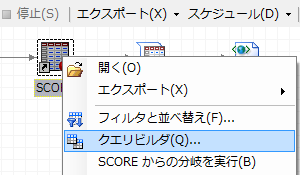 停止(S) エクスポート(X) スケジュール(D)
開く(O)
SCO
エクスポート(X)
フィルタと並べ替え(F)...
クエリビルダ(Q)...
SCORE からの分岐を実行(B)